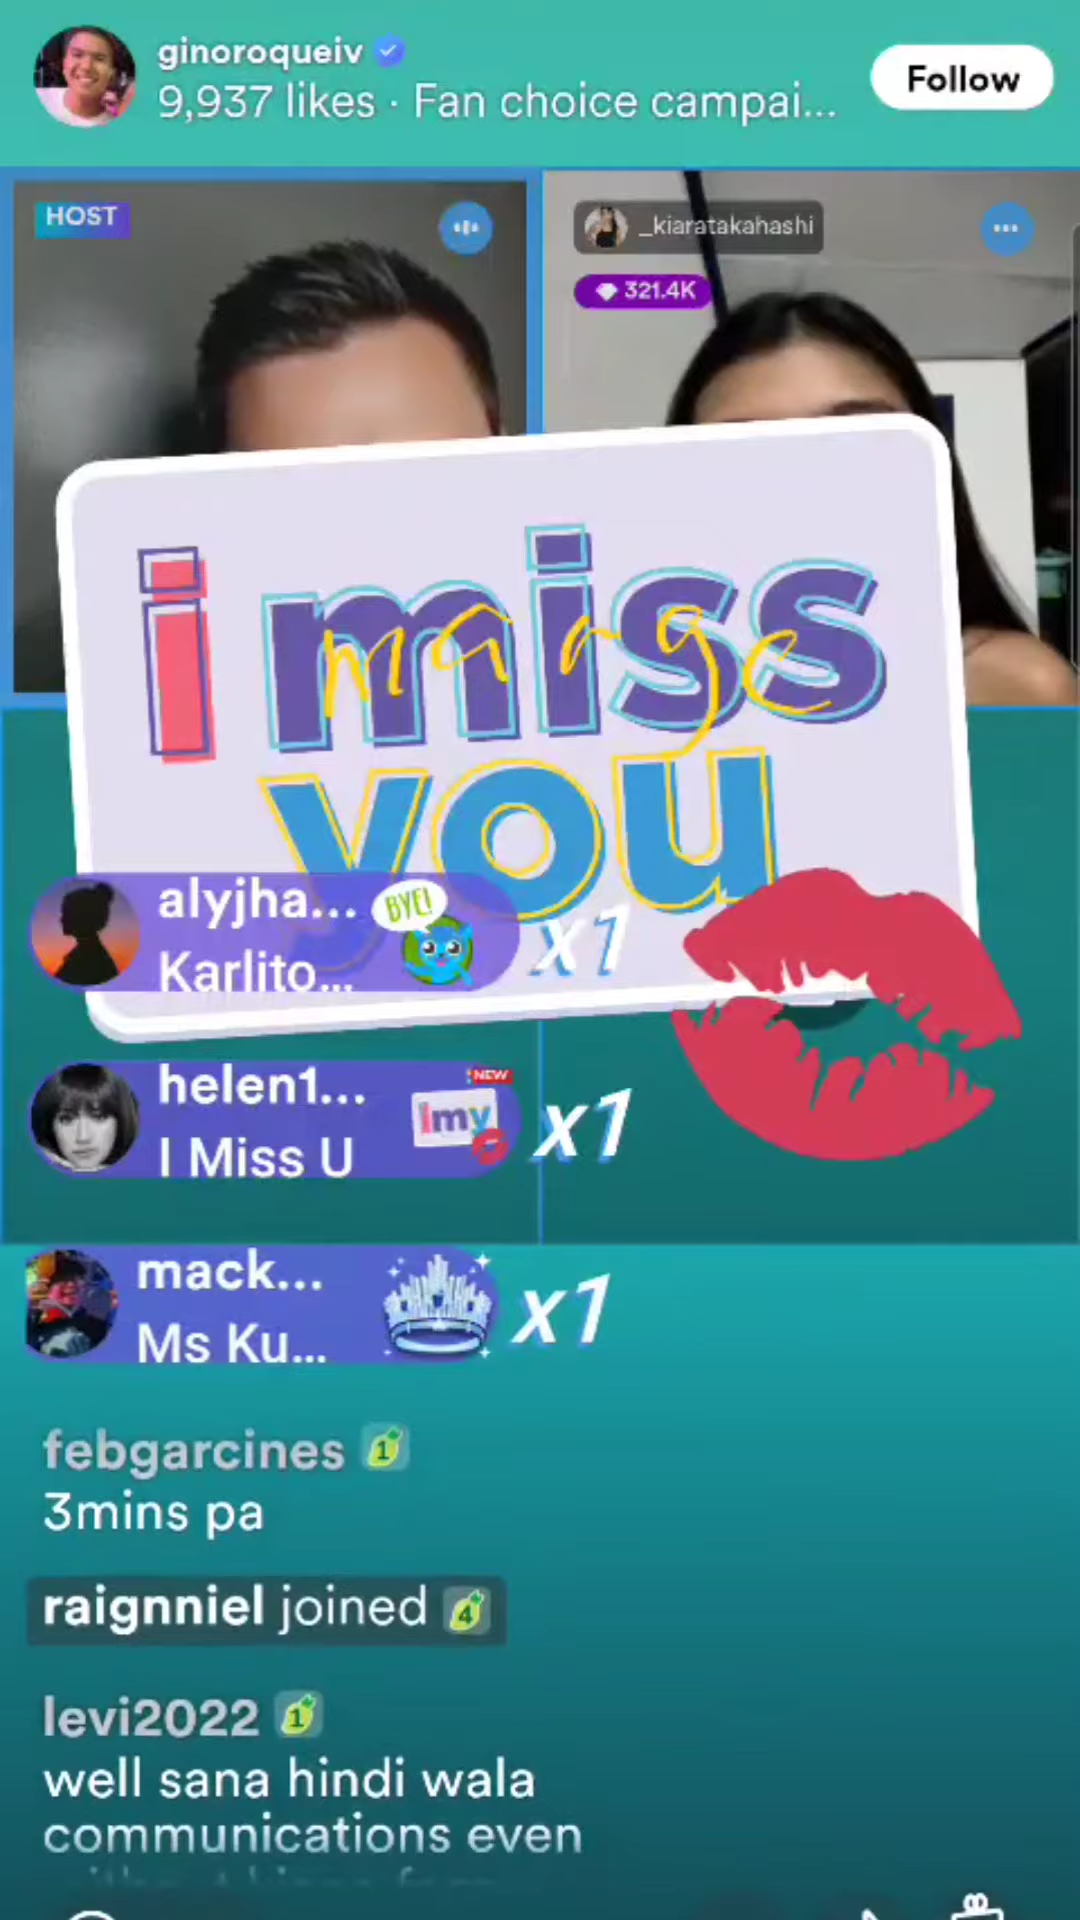 ginoroqueiv
9,937 likes · Fan choice campai...
Follow
HOST
_kiaratakahashi
321.4K
i miss
marge
you
alyjha...
BYE!
Karlito...
x1
helen1...
NEW
Imy
I Miss U
x1
mack...
Ms Ku...
x1
febgarcines 1
3mins pa
raignniel joined 4
levi2022 1
well sana hindi wala
communications even